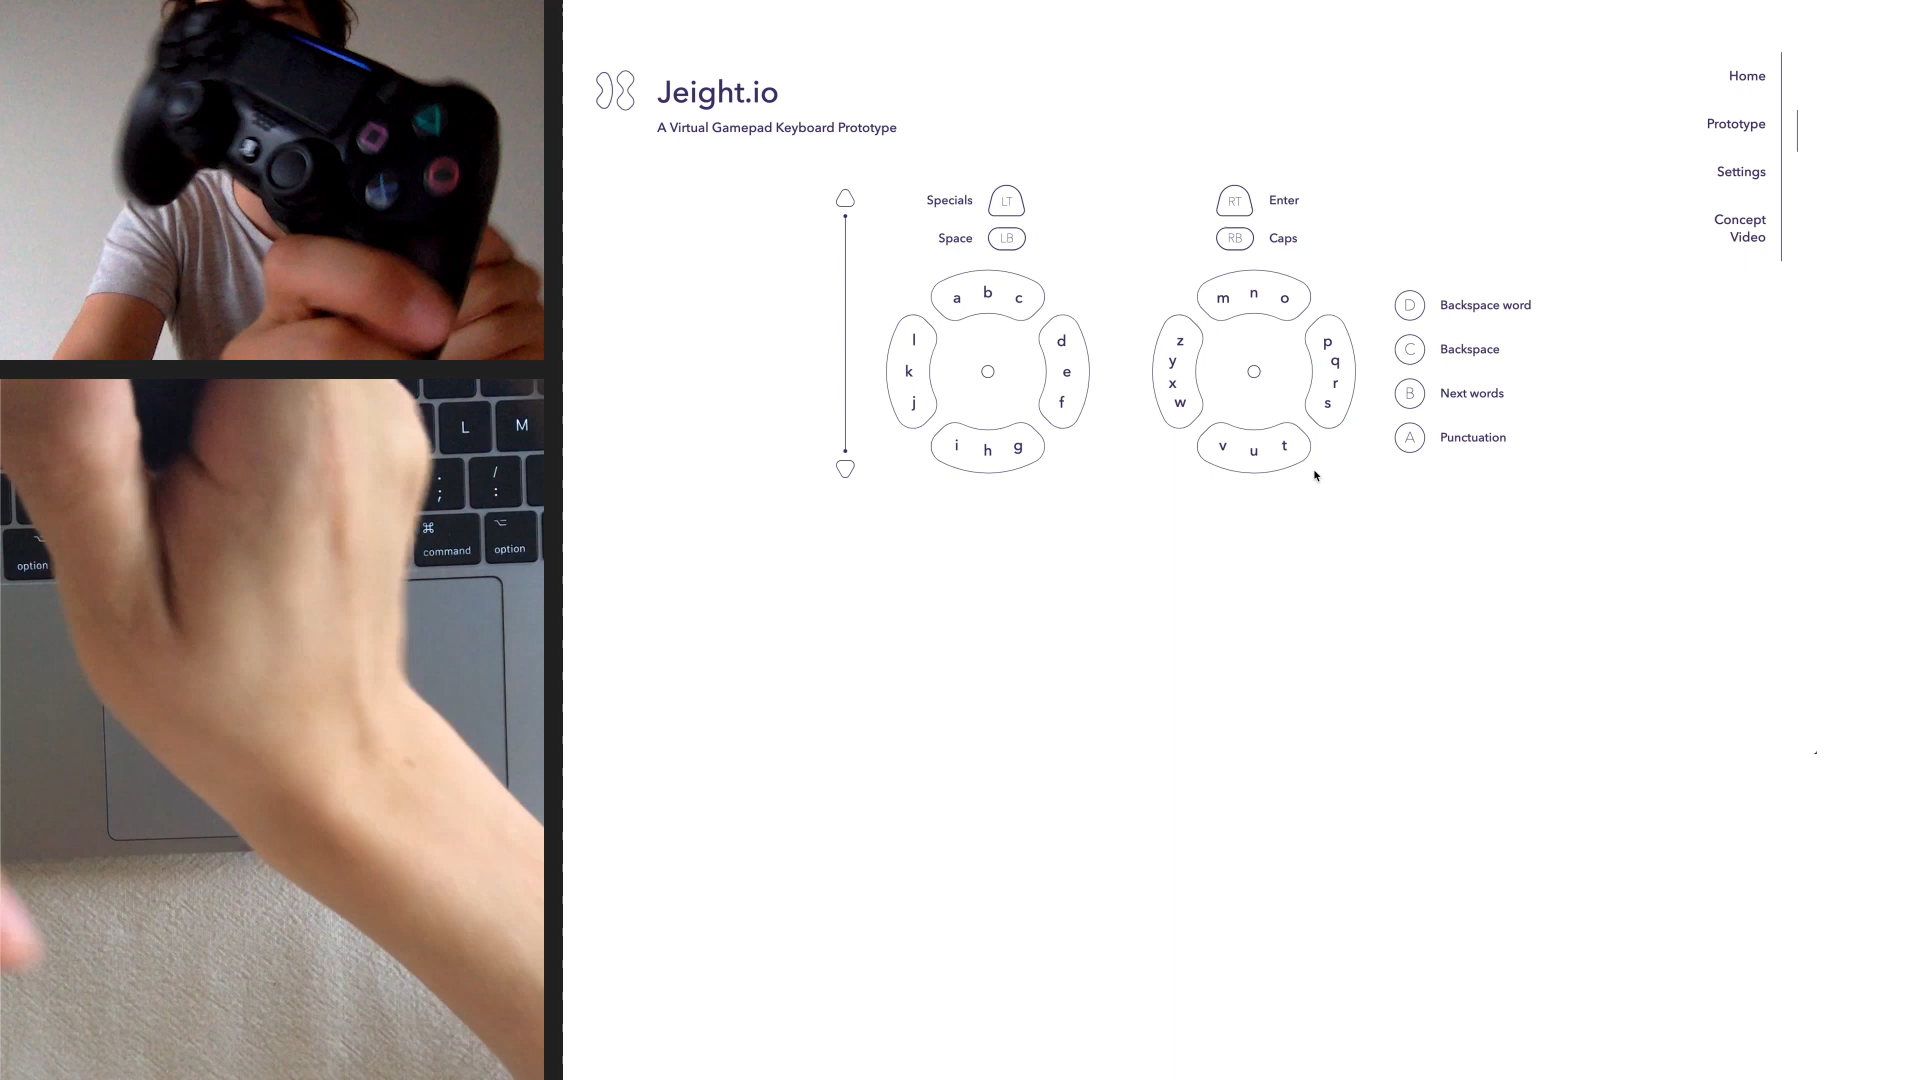 Jeight.io
A Virtual Gamepad Keyboard Prototype
Home
Prototype
Settings
Concept
Video
Specials LT
Space LB
RT Enter
RB Caps
a b c
l
k
j
d
e
f
i h g
m n o
z
y
x
w
p
q
r
s
v u t
D Backspace word
C Backspace
B Next words
A Punctuation
L M
;
/
:
⌘
command
option
option